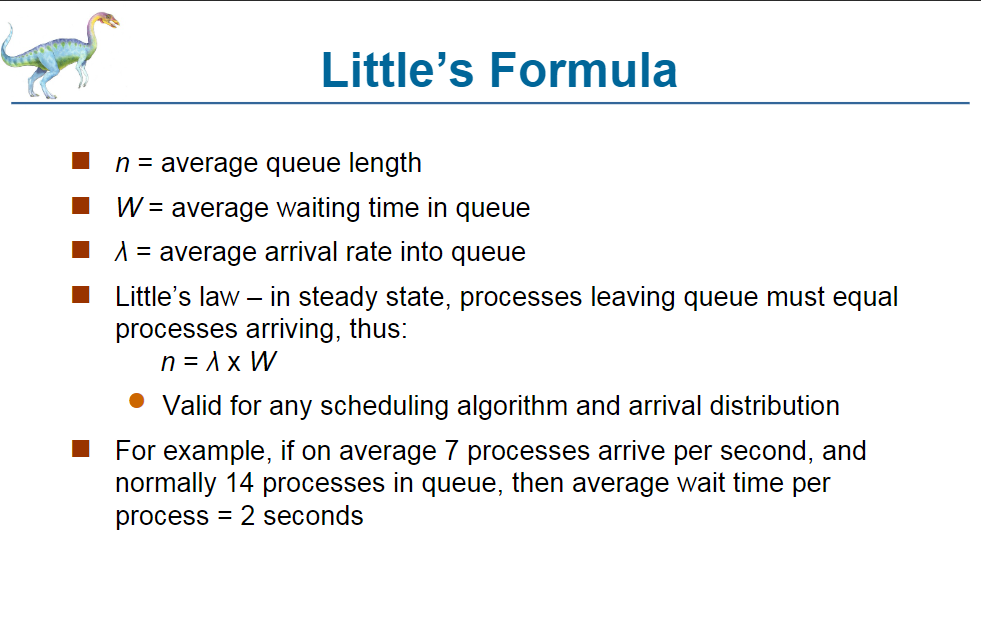 Little’s Formula
n = average queue length
W = average waiting time in queue
λ = average arrival rate into queue
Little’s law – in steady state, processes leaving queue must equal
processes arriving, thus:
n = λ x W
Valid for any scheduling algorithm and arrival distribution
For example, if on average 7 processes arrive per second, and
normally 14 processes in queue, then average wait time per
process = 2 seconds